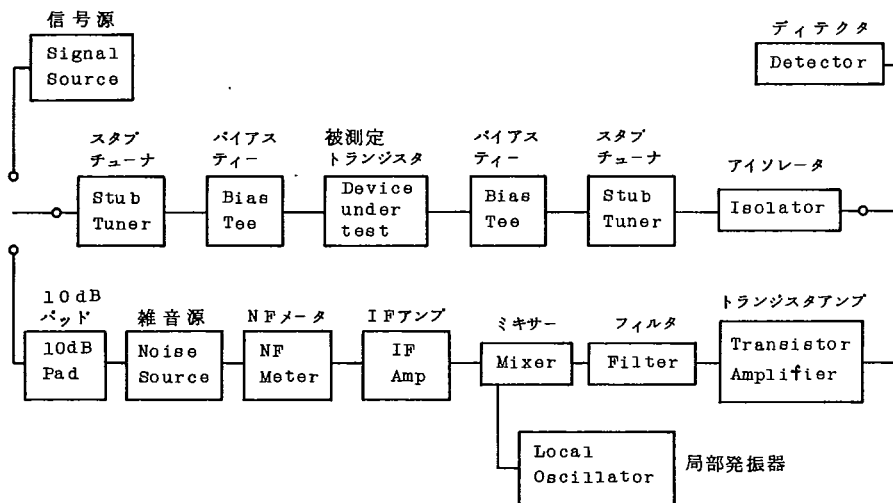 信号源
Signal
Source
ディテクタ
Detector
スタブ
チューナ
Stub
Tuner
バイアス
ティー
Bias
Tee
被測定
トランジスタ
Device
under
test
バイアス
ティー
Bias
Tee
スタブ
チューナ
Stub
Tuner
アイソレータ
Isolator
10dB
パッド
10dB
Pad
雑音源
Noise
Source
NFメータ
NF
Meter
IFアンプ
IF
Amp
ミキサー
Mixer
フィルタ
Filter
トランジスタアンプ
Transistor
Amplifier
Local
Oscillator
局部発振器